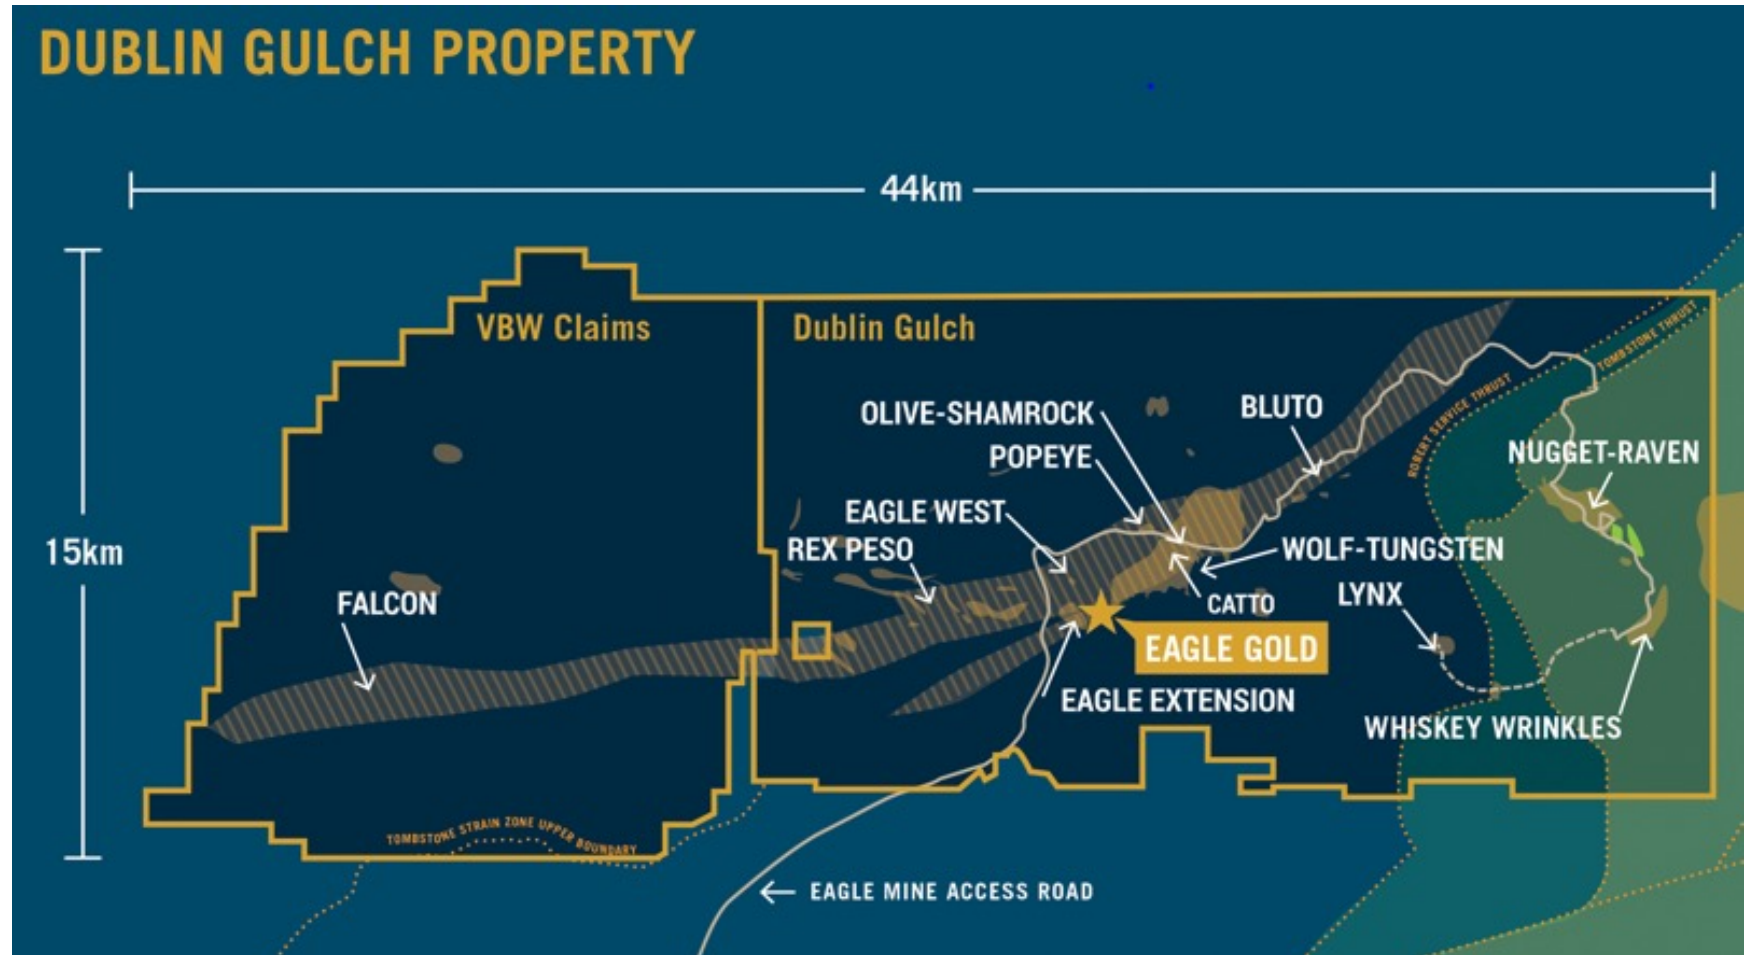 DUBLIN GULCH PROPERTY
44km
15km
VBW Claims
Dublin Gulch
TOMBSTONE THRUST
ROBERT SERVICE THRUST
OLIVE-SHAMROCK
BLUTO
POPEYE
NUGGET-RAVEN
EAGLE WEST
REX PESO
WOLF-TUNGSTEN
FALCON
CATTO
LYNX
EAGLE GOLD
EAGLE EXTENSION
WHISKEY WRINKLES
TOMBSTONE STRAIN ZONE UPPER BOUNDARY
EAGLE MINE ACCESS ROAD